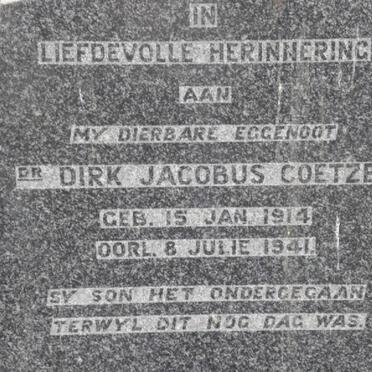 IN
LIEFDEVOLLE HERINNERING
AAN
MY DIERBARE EGGENOOT
DR DIRK JACOBUS COETZE
GEB. 15 JAN. 1914
OORL. 8 JULIE 1941.
SY SON HET ONDERGEGAAN
TERWYL DIT NOG DAG WAS.